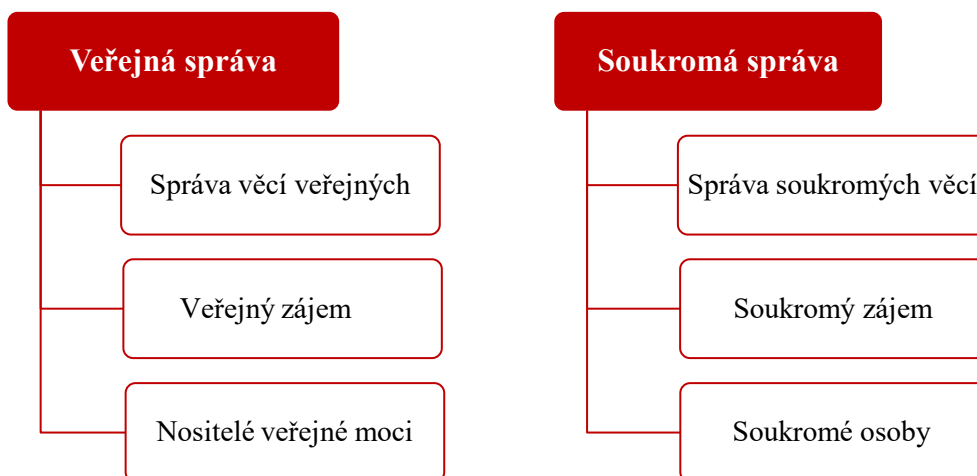 Veřejná správa
Správa věcí veřejných
Veřejný zájem
Nositelé veřejné moci
Soukromá správa
Správa soukromých věcí
Soukromý zájem
Soukromé osoby